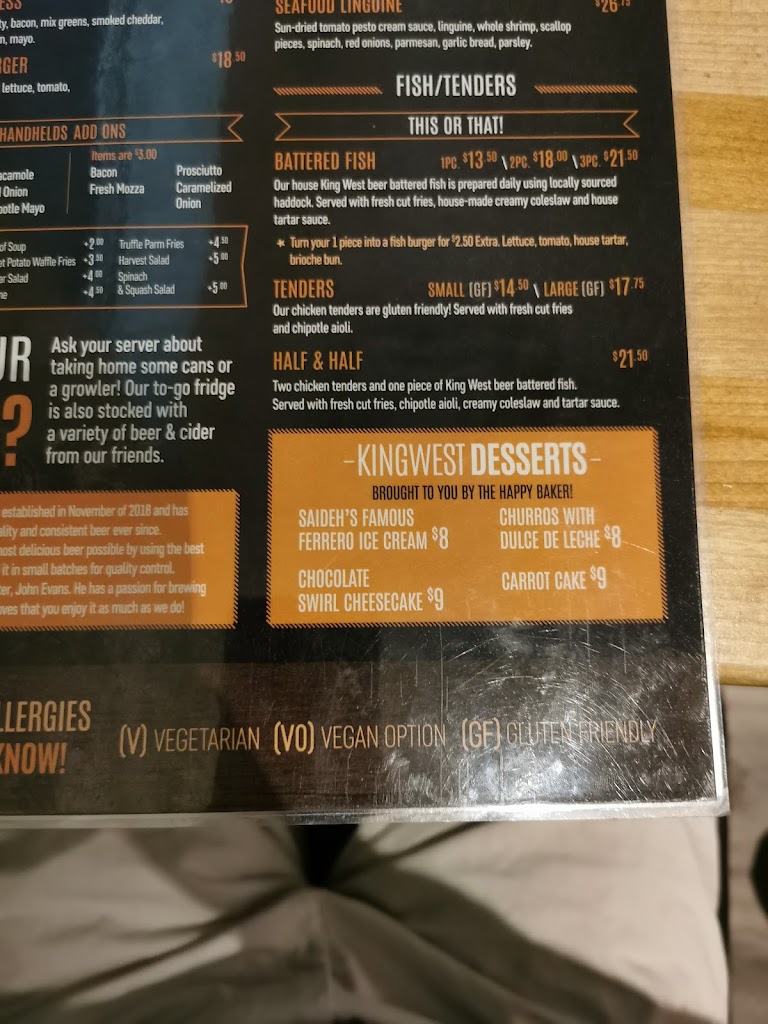 ty, bacon, mix greens, smoked cheddar,
n, mayo.
RGER $18.50
lettuce, tomato,
HANDHELDS ADD ONS
Items are $3.00
acamole
Onion
potle Mayo
Bacon
Fresh Mozza
Prosciutto
Caramelized
Onion
of Soup +2.00
et Potato Waffle Fries +3.50
ar Salad +4.00
ne +4.50
Truffle Parm Fries +4.50
Harvest Salad +5.00
Spinach
& Squash Salad +5.00
UR
?
Ask your server about
taking home some cans or
a growler! Our to-go fridge
is also stocked with
a variety of beer & cider
from our friends.
established in November of 2018 and has
ality and consistent beer ever since.
most delicious beer possible by using the best
it in small batches for quality control.
er, John Evans. He has a passion for brewing
oves that you enjoy it as much as we do!
SEAFOOD LINGUINE $26.75
Sun-dried tomato pesto cream sauce, linguine, whole shrimp, scallop
pieces, spinach, red onions, parmesan, garlic bread, parsley.
FISH/TENDERS
THIS OR THAT!
BATTERED FISH 1PC. $13.50 \ 2PC. $18.00 \ 3PC. $21.50
Our house King West beer battered fish is prepared daily using locally sourced
haddock. Served with fresh cut fries, house-made creamy coleslaw and house
tartar sauce.
* Turn your 1 piece into a fish burger for $2.50 Extra. Lettuce, tomato, house tartar,
brioche bun.
TENDERS SMALL (GF) $14.50 \ LARGE (GF) $17.75
Our chicken tenders are gluten friendly! Served with fresh cut fries
and chipotle aioli.
HALF & HALF $21.50
Two chicken tenders and one piece of King West beer battered fish.
Served with fresh cut fries, chipotle aioli, creamy coleslaw and tartar sauce.
-KINGWEST DESSERTS-
BROUGHT TO YOU BY THE HAPPY BAKER!
SAIDEH'S FAMOUS
FERRERO ICE CREAM $8
CHURROS WITH
DULCE DE LECHE $8
CHOCOLATE
SWIRL CHEESECAKE $9
CARROT CAKE $9
LLERGIES
KNOW!
(V) VEGETARIAN (VO) VEGAN OPTION (GF) GLUTEN FRIENDLY